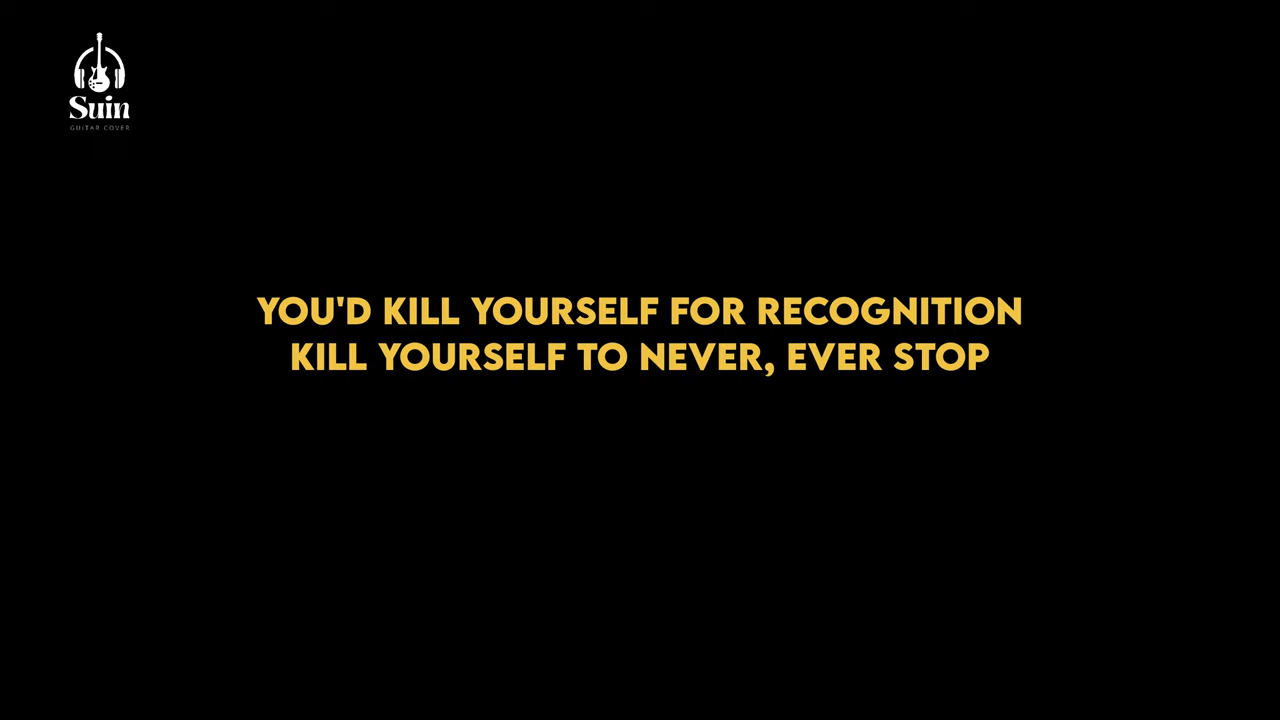 Suin
GUITAR COVER
YOU'D KILL YOURSELF FOR RECOGNITION
KILL YOURSELF TO NEVER, EVER STOP